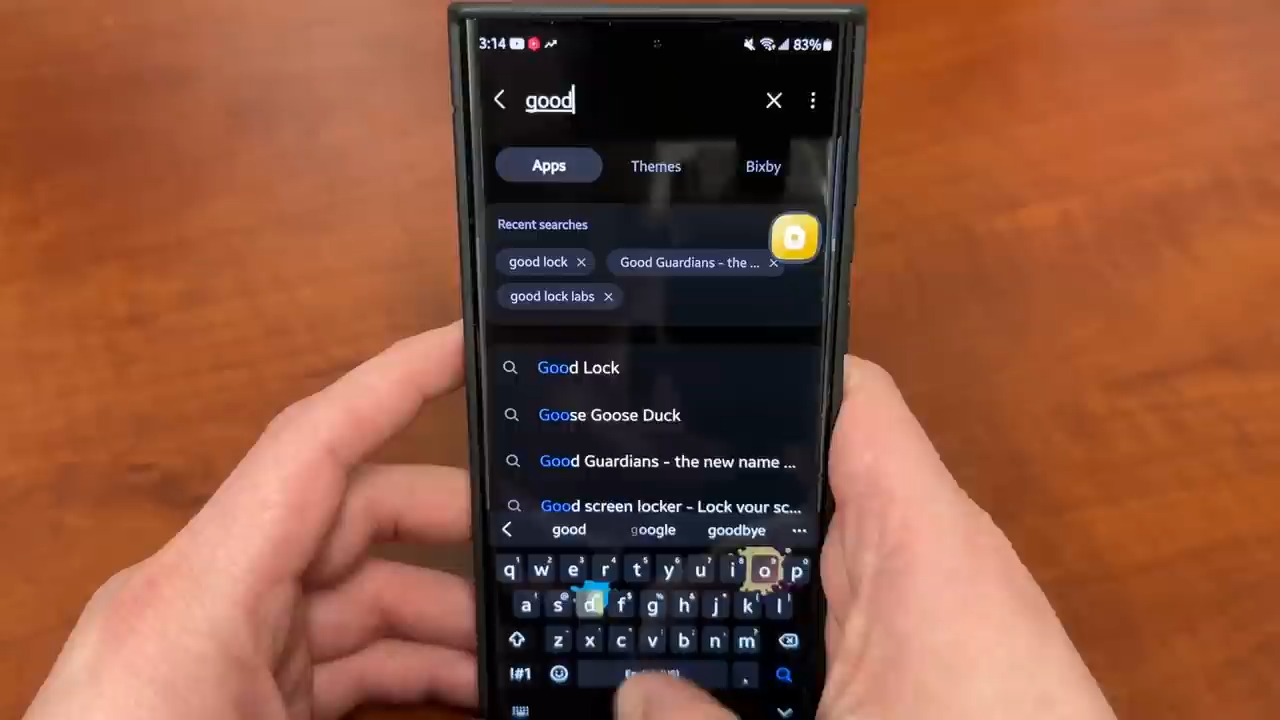 3:14 83%
good
Apps Themes Bixby
Recent searches
good lock Good Guardians - the ...
good lock labs
Good Lock
Goose Goose Duck
Good Guardians - the new name ...
Good screen locker - Lock your sc...
good google goodbye
q w e r t y u i o p
a s d f g h j k l
z x c v b n m
!#1